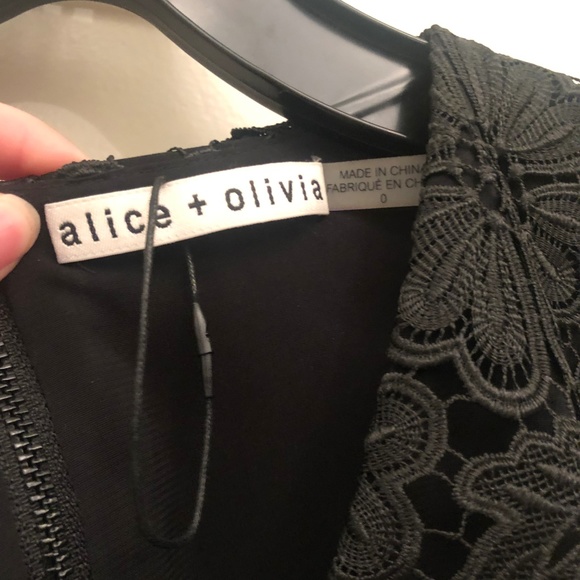 alice + olivia
MADE IN CHINA
FABRIQUÉ EN CH
0